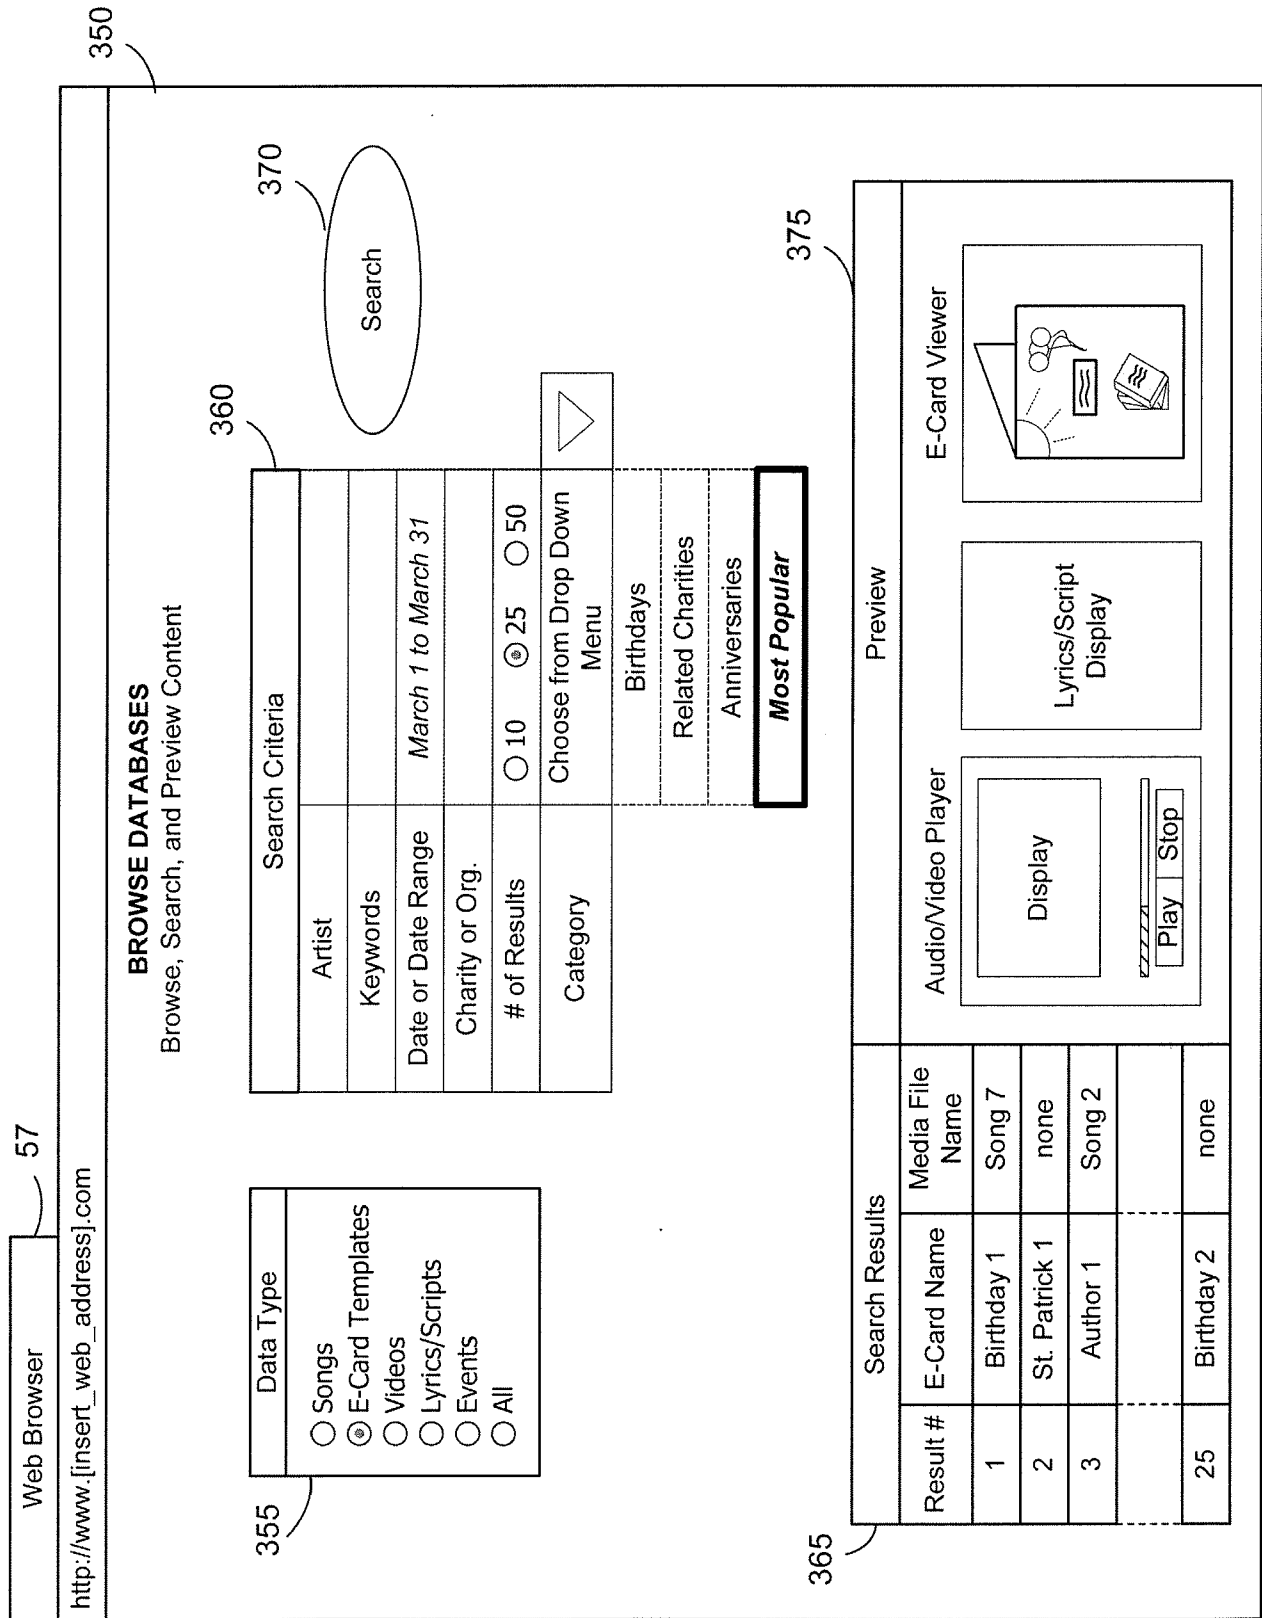 Web Browser
57
http://www.[insert_web_address].com
350
BROWSE DATABASES
Browse, Search, and Preview Content
355
Data Type
Songs
E-Card Templates
Videos
Lyrics/Scripts
Events
All
360
Search Criteria
Artist
Keywords
Date or Date Range March 1 to March 31
Charity or Org.
# of Results 10 25 50
Category Choose from Drop Down
Menu
Birthdays
Related Charities
Anniversaries
Most Popular
370
Search
365
Search Results
Result # E-Card Name Media File
Name
1 Birthday 1 Song 7
2 St. Patrick 1 none
3 Author 1 Song 2
25 Birthday 2 none
375
Preview
Audio/Video Player
Display
Play Stop
Lyrics/Script
Display
E-Card Viewer